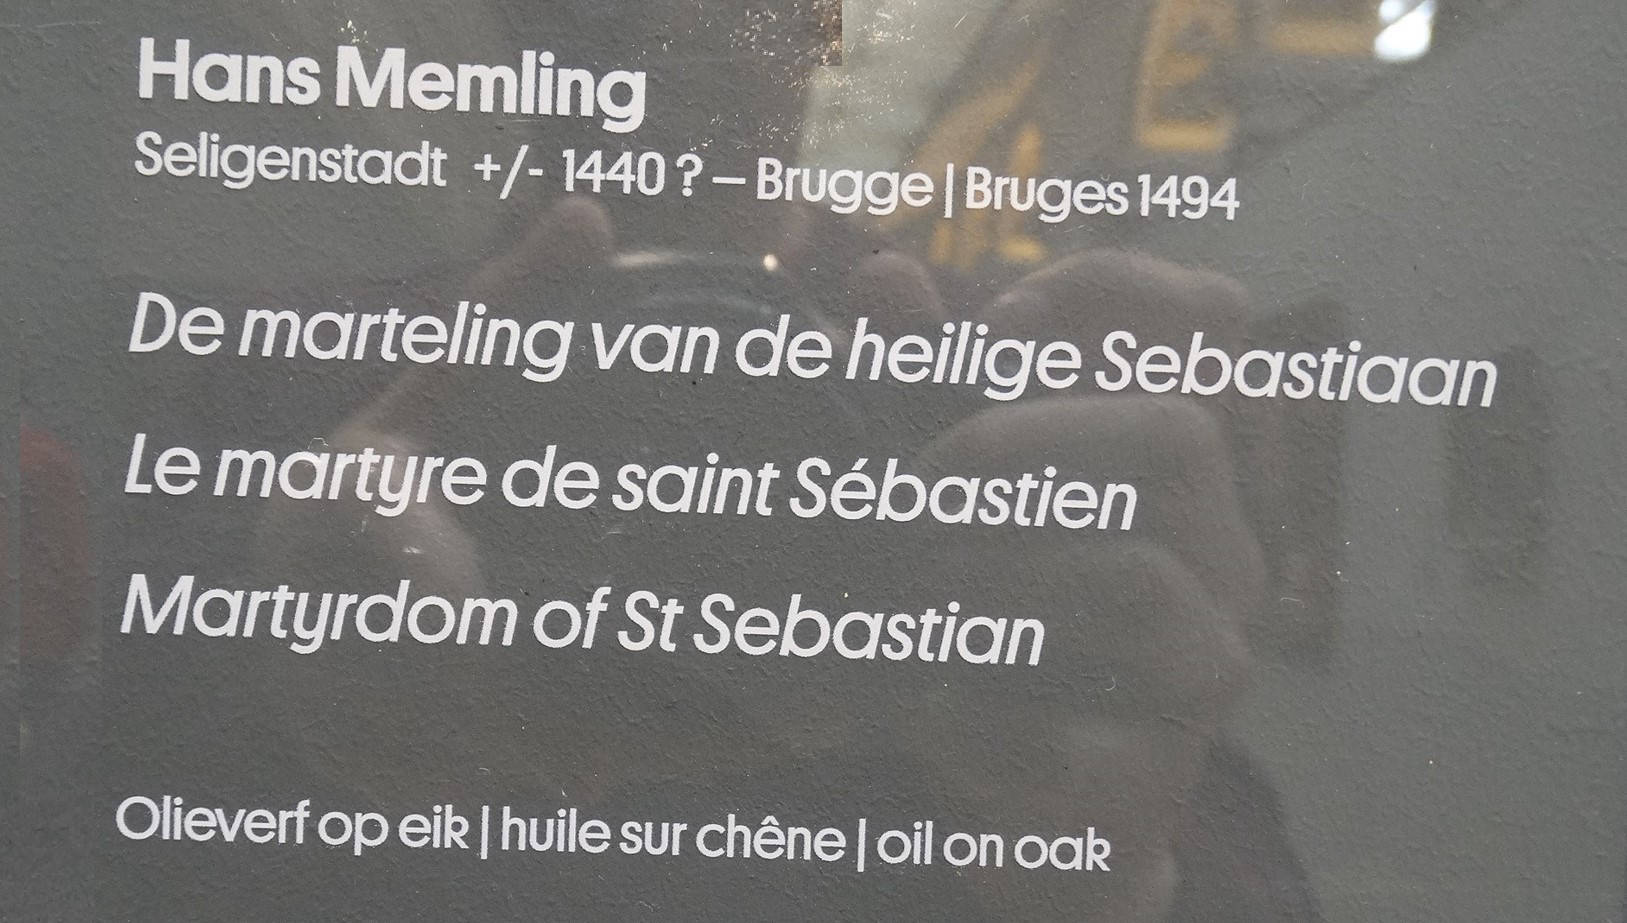 Hans Memling
Seligenstadt +/- 1440 ? – Brugge | Bruges 1494
De marteling van de heilige Sebastiaan
Le martyre de saint Sébastien
Martyrdom of St Sebastian
Olieverf op eik | huile sur chêne | oil on oak